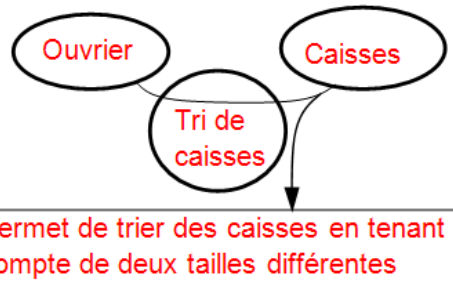 Ouvrier
Caisses
Tri de
caisses
ermet de trier des caisses en tenant
ompte de deux tailles différentes